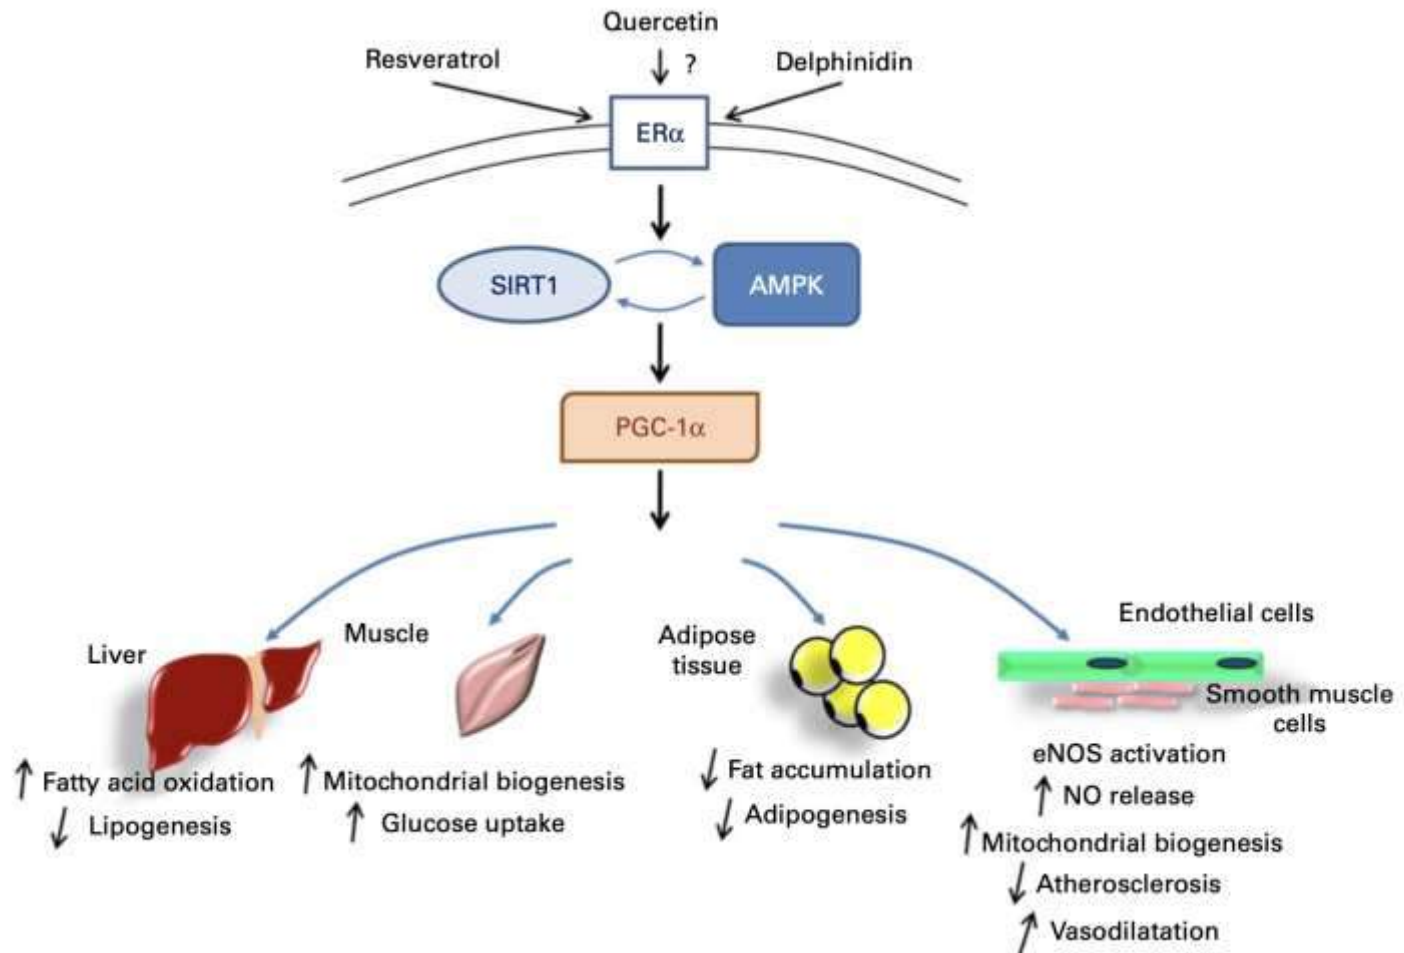 Quercetin
Resveratrol
?
Delphinidin
ERα
SIRT1
AMPK
PGC-1α
Liver
↑ Fatty acid oxidation
↓ Lipogenesis
Muscle
↑ Mitochondrial biogenesis
↑ Glucose uptake
Adipose
tissue
↓ Fat accumulation
↓ Adipogenesis
Endothelial cells
Smooth muscle
cells
eNOS activation
↑ NO release
↑ Mitochondrial biogenesis
↓ Atherosclerosis
↑ Vasodilatation